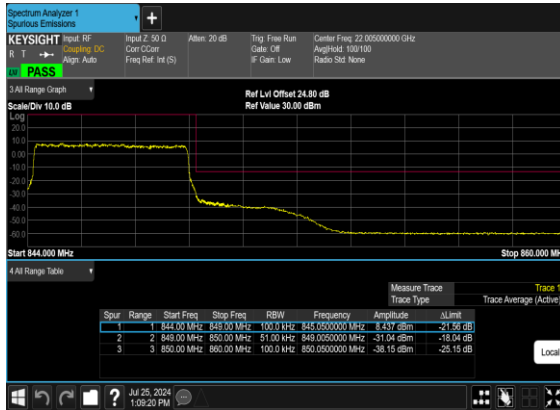 Spectrum Analyzer 1
Spurious Emissions
+
KEYSIGHT Input: RF Input Z: 50 Ω Atten: 20 dB Trig: Free Run Center Freq: 22.005000000 GHz
R T Coupling: DC Corr CCorr Gate: Off Avg|Hold: 100/100
Align: Auto Freq Ref: Int (S) IF Gain: Low Radio Std: None
PASS
3 All Range Graph
Ref Lvl Offset 24.80 dB
Scale/Div 10.0 dB Ref Value 30.00 dBm
Log
20.0
10.0
0.00
-10.0
-20.0
-30.0
-40.0
-50.0
-60.0
Start 844.000 MHz Stop 860.000 MH
4 All Range Table
Measure Trace Trace 1
Trace Type Trace Average (Active)
Spur Range Start Freq Stop Freq RBW Frequency Amplitude ΔLimit
1 1 844.00 MHz 849.00 MHz 100.0 kHz 845.0500000 MHz 8.437 dBm -21.56 dB
2 2 849.00 MHz 850.00 MHz 51.00 kHz 849.0050000 MHz -31.04 dBm -18.04 dB
3 3 850.00 MHz 860.00 MHz 100.0 kHz 850.0500000 MHz -38.15 dBm -25.15 dB
Local
? Jul 25, 2024
1:09:20 PM